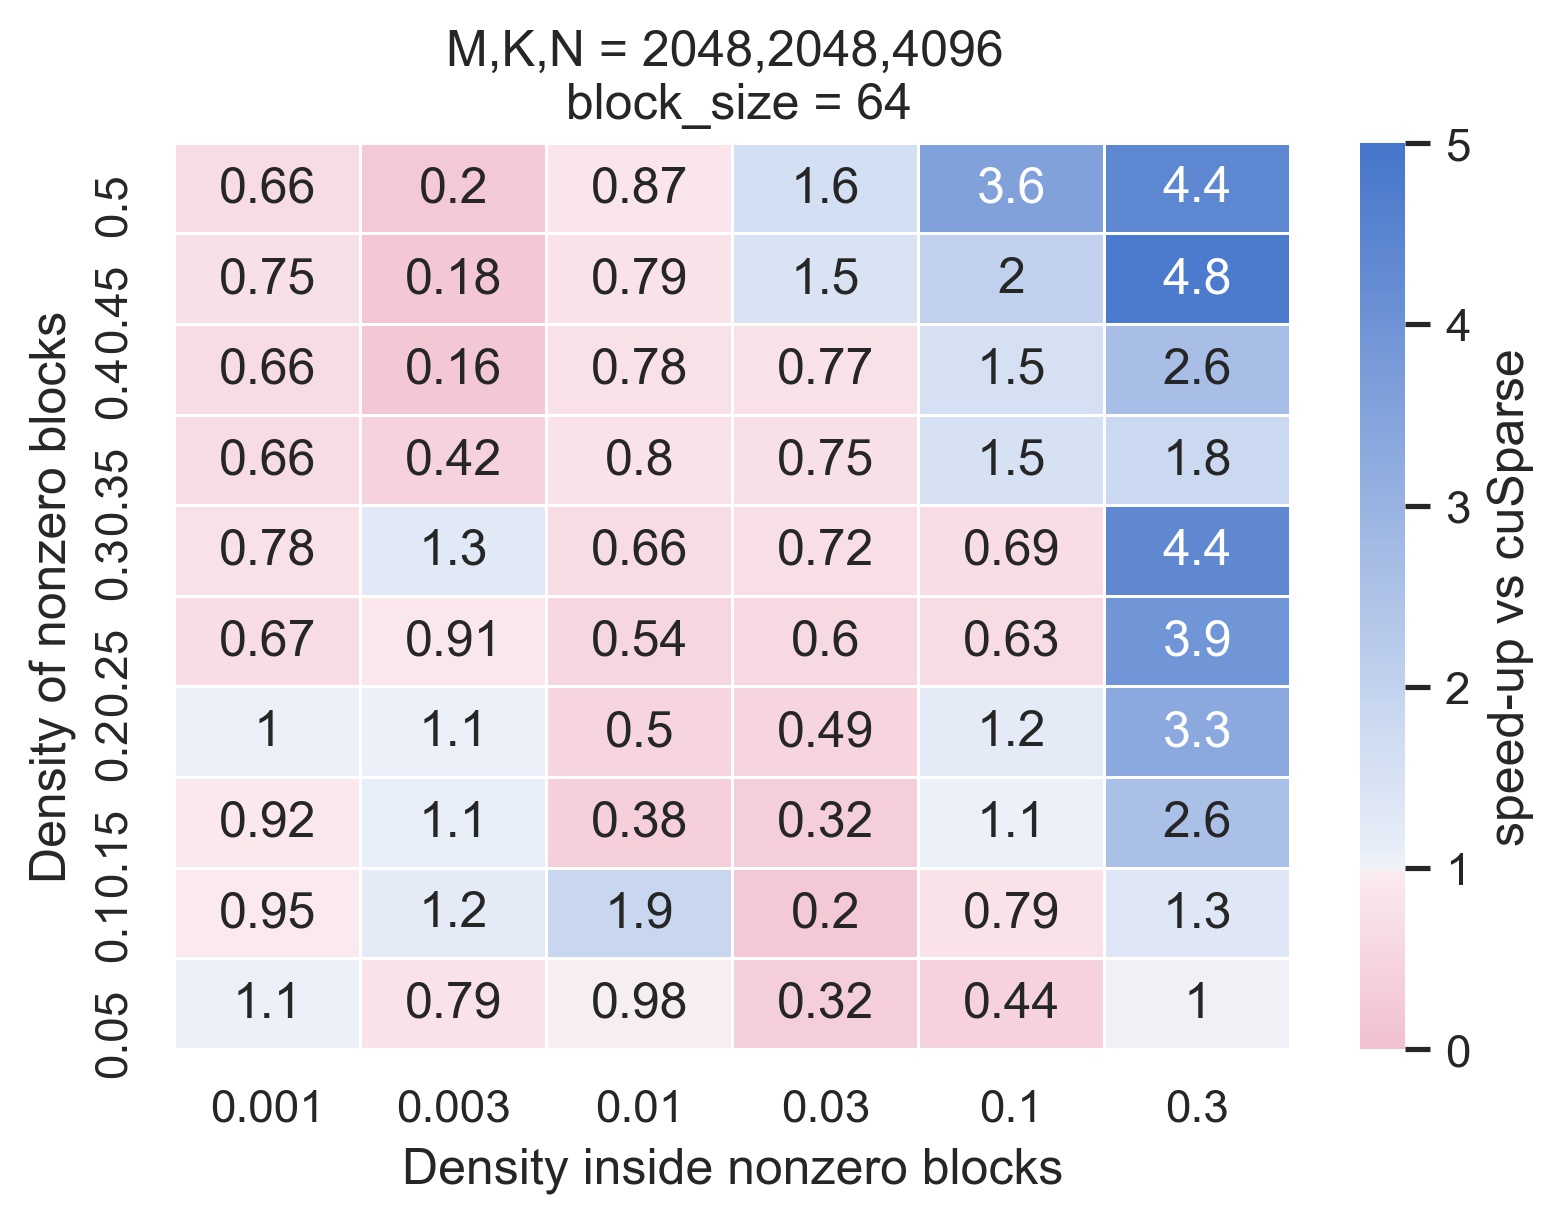 M,K,N = 2048,2048,4096
block_size = 64
Density of nonzero blocks
0.5 0.66 0.2 0.87 1.6 3.6 4.4
0.45 0.75 0.18 0.79 1.5 2 4.8
0.4 0.66 0.16 0.78 0.77 1.5 2.6
0.35 0.66 0.42 0.8 0.75 1.5 1.8
0.3 0.78 1.3 0.66 0.72 0.69 4.4
0.25 0.67 0.91 0.54 0.6 0.63 3.9
0.2 1 1.1 0.5 0.49 1.2 3.3
0.15 0.92 1.1 0.38 0.32 1.1 2.6
0.1 0.95 1.2 1.9 0.2 0.79 1.3
0.05 1.1 0.79 0.98 0.32 0.44 1
0.001 0.003 0.01 0.03 0.1 0.3
Density inside nonzero blocks
5
4
3
2
1
0
speed-up vs cuSparse